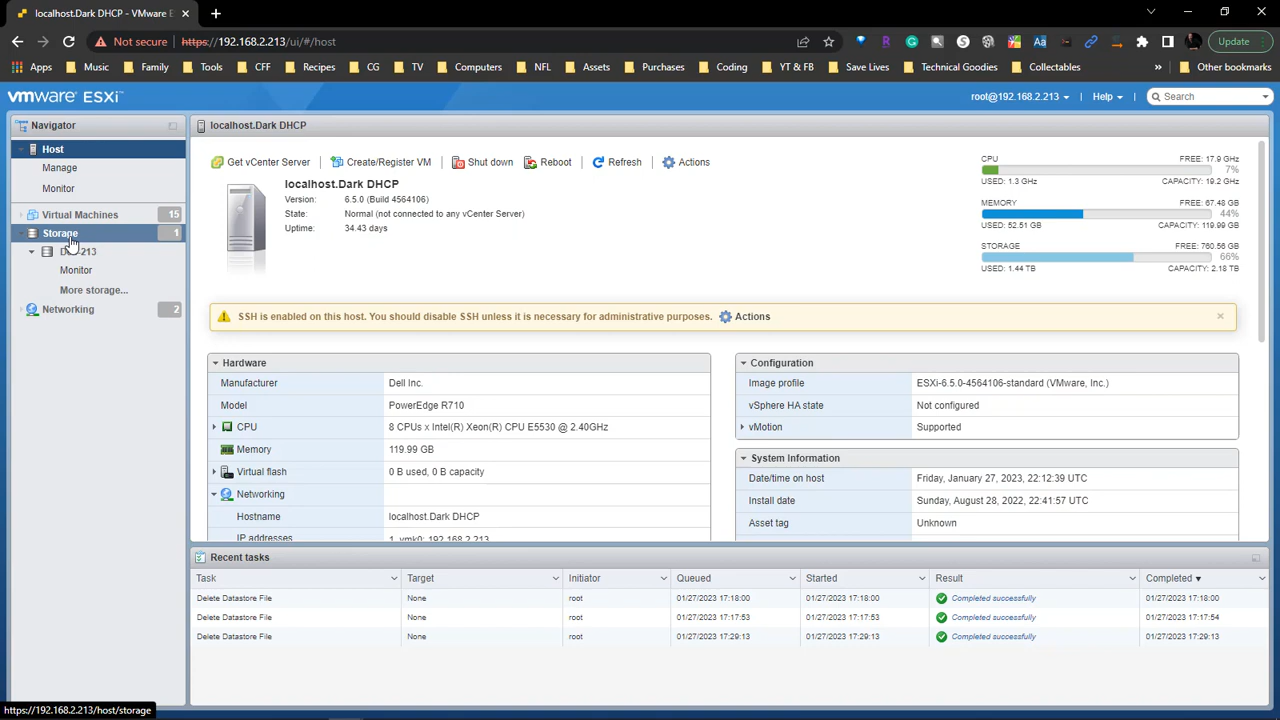 localhost.Dark DHCP - VMware E
Not secure https://192.168.2.213/ui/#/host Update
Apps Music Family Tools CFF Recipes CG TV Computers NFL Assets Purchases Coding YT & FB Save Lives Technical Goodies Collectables » Other bookmarks
vmware ESXi root@192.168.2.213 Help Search
Navigator
Host
Manage
Monitor
Virtual Machines 15
Storage 1
213
Monitor
More storage...
Networking 2
localhost.Dark DHCP
Get vCenter Server Create/Register VM Shut down Reboot Refresh Actions
localhost.Dark DHCP
Version: 6.5.0 (Build 4564106)
State: Normal (not connected to any vCenter Server)
Uptime: 34.43 days
CPU FREE: 17.9 GHz
7%
USED: 1.3 GHz CAPACITY: 19.2 GHz
MEMORY FREE: 67.48 GB
44%
USED: 52.51 GB CAPACITY: 119.99 GB
STORAGE FREE: 760.56 GB
66%
USED: 1.44 TB CAPACITY: 2.18 TB
SSH is enabled on this host. You should disable SSH unless it is necessary for administrative purposes. Actions
Hardware
Manufacturer Dell Inc.
Model PowerEdge R710
CPU 8 CPUs x Intel(R) Xeon(R) CPU E5530 @ 2.40GHz
Memory 119.99 GB
Virtual flash 0 B used, 0 B capacity
Networking
Hostname localhost.Dark DHCP
IP addresses 1. vmk0: 192.168.2.213
Configuration
Image profile ESXi-6.5.0-4564106-standard (VMware, Inc.)
vSphere HA state Not configured
vMotion Supported
System Information
Date/time on host Friday, January 27, 2023, 22:12:39 UTC
Install date Sunday, August 28, 2022, 22:41:57 UTC
Asset tag Unknown
Recent tasks
Task Target Initiator Queued Started Result Completed ▼
Delete Datastore File None root 01/27/2023 17:18:00 01/27/2023 17:18:00 Completed successfully 01/27/2023 17:18:00
Delete Datastore File None root 01/27/2023 17:17:53 01/27/2023 17:17:53 Completed successfully 01/27/2023 17:17:54
Delete Datastore File None root 01/27/2023 17:29:13 01/27/2023 17:29:13 Completed successfully 01/27/2023 17:29:13
https://192.168.2.213/host/storage